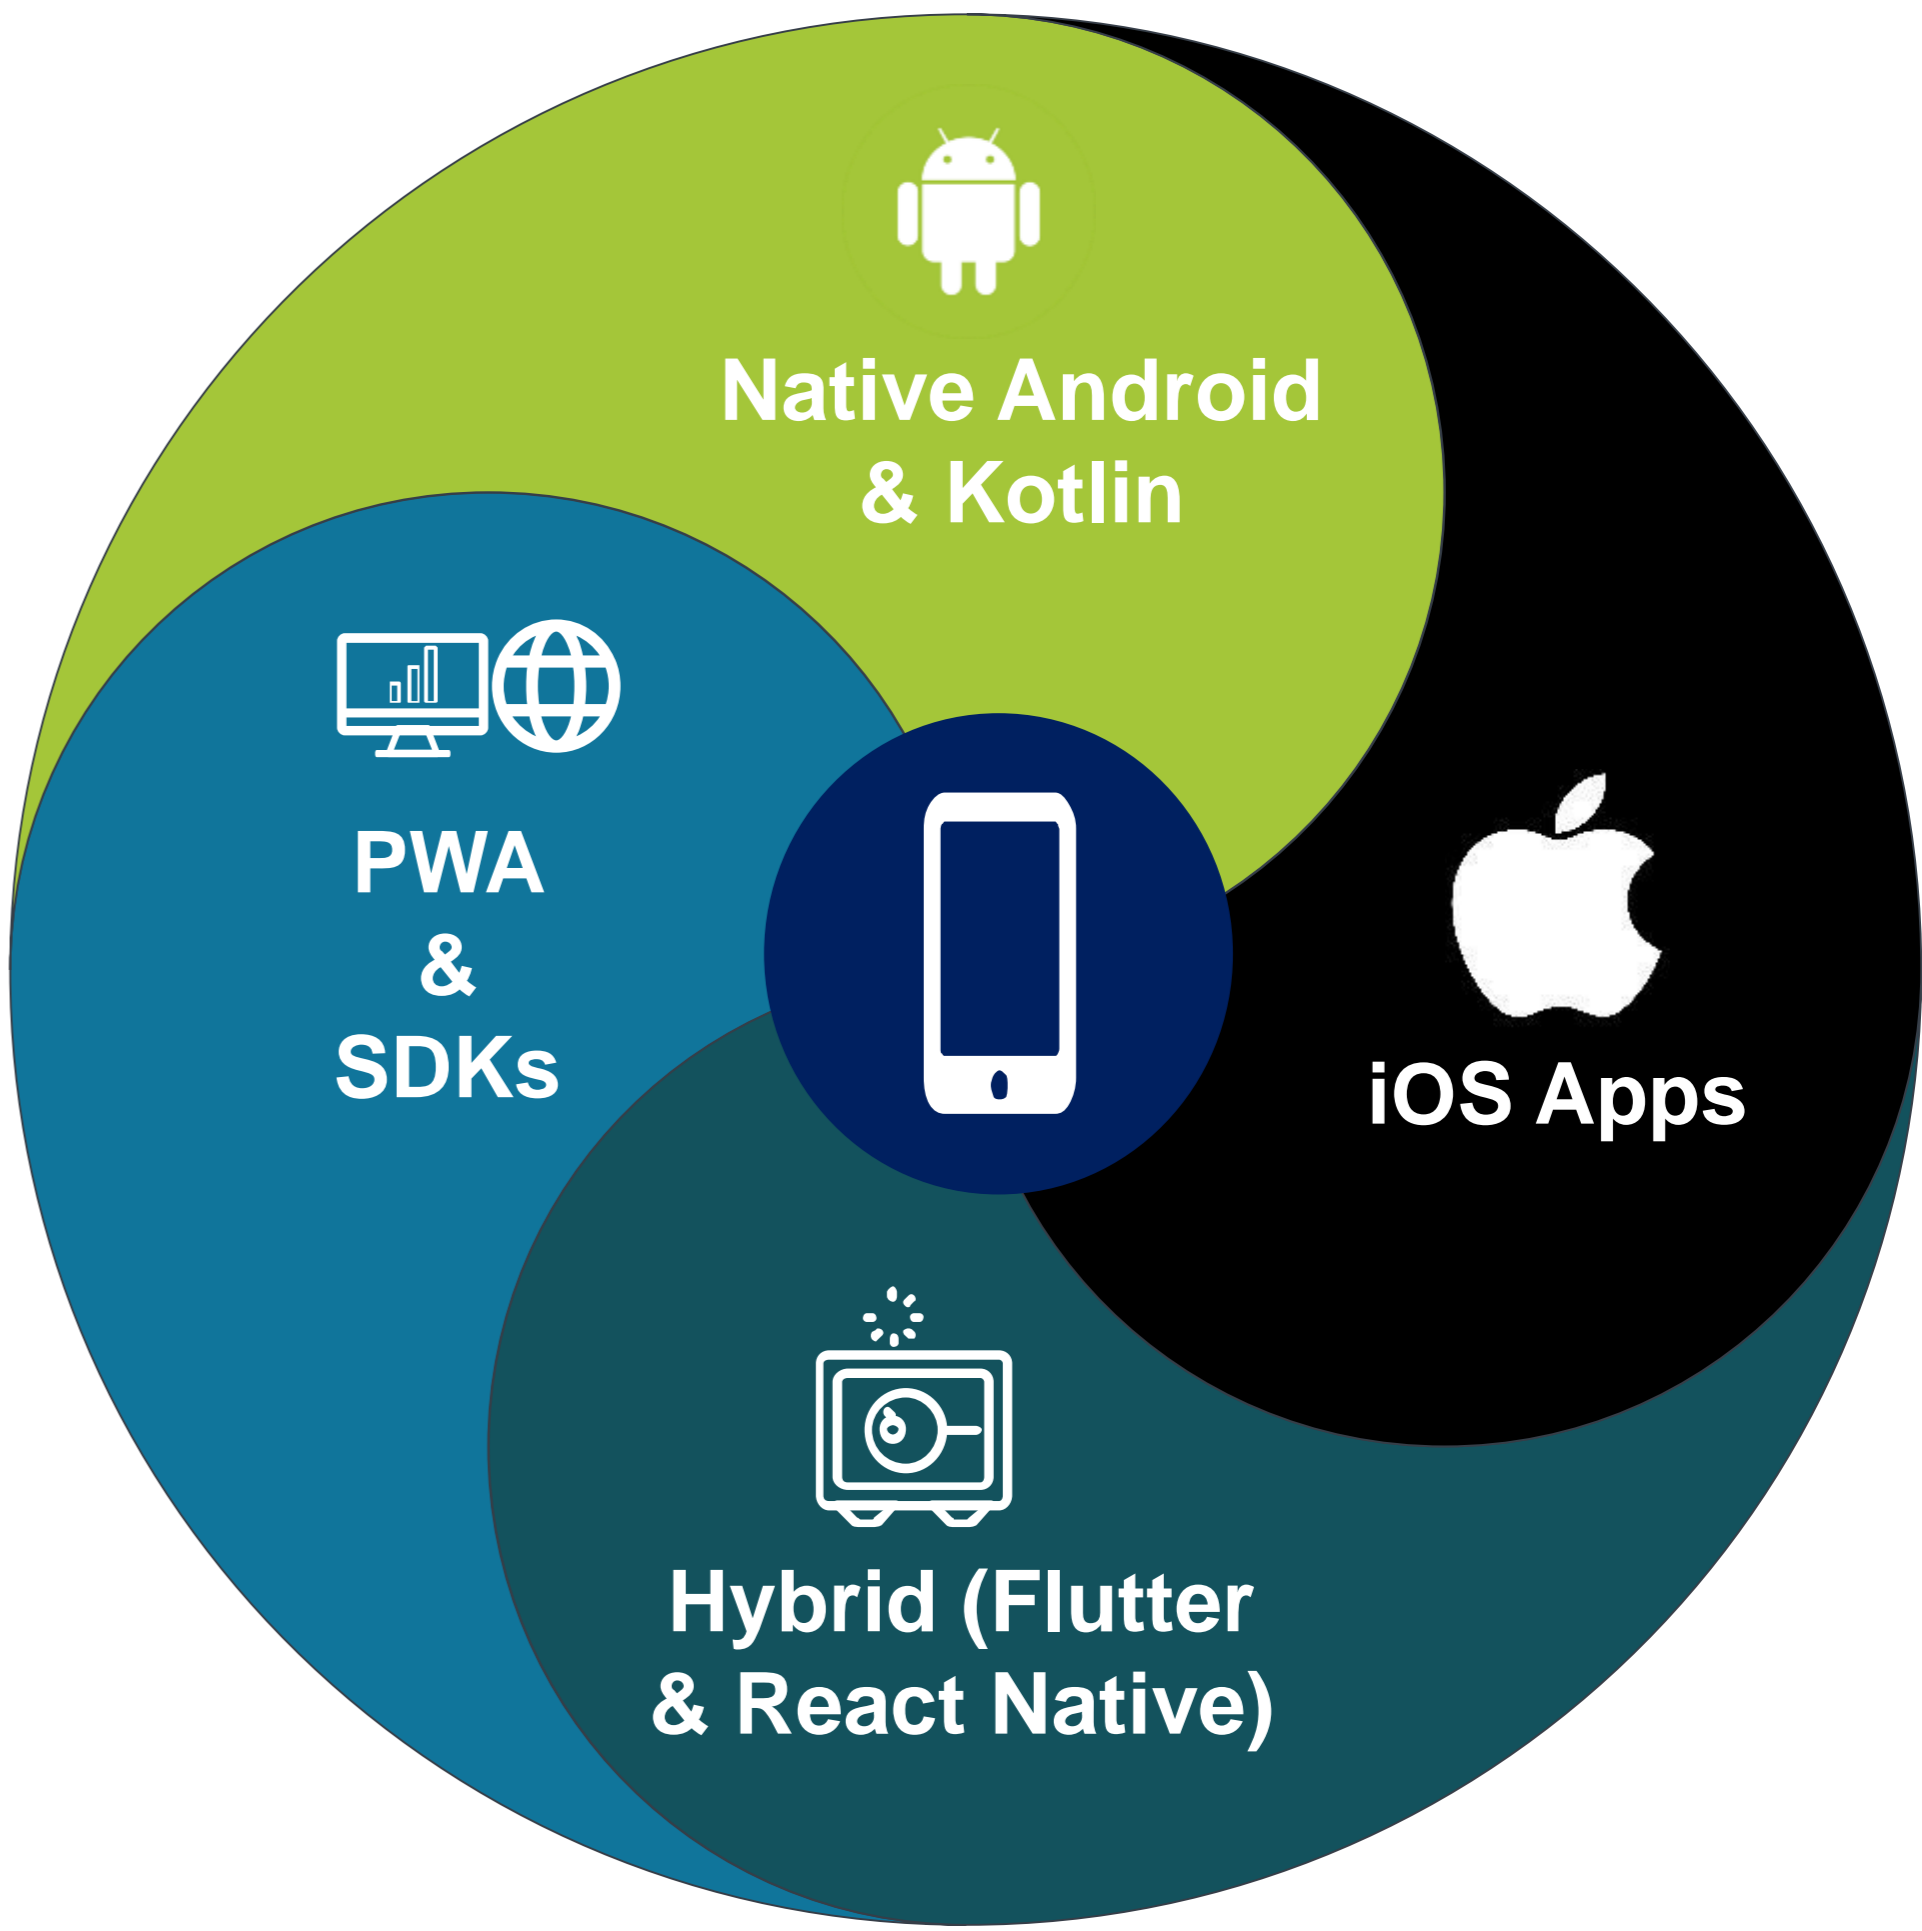 Native Android
& Kotlin
PWA
&
SDKs
iOS Apps
Hybrid (Flutter
& React Native)